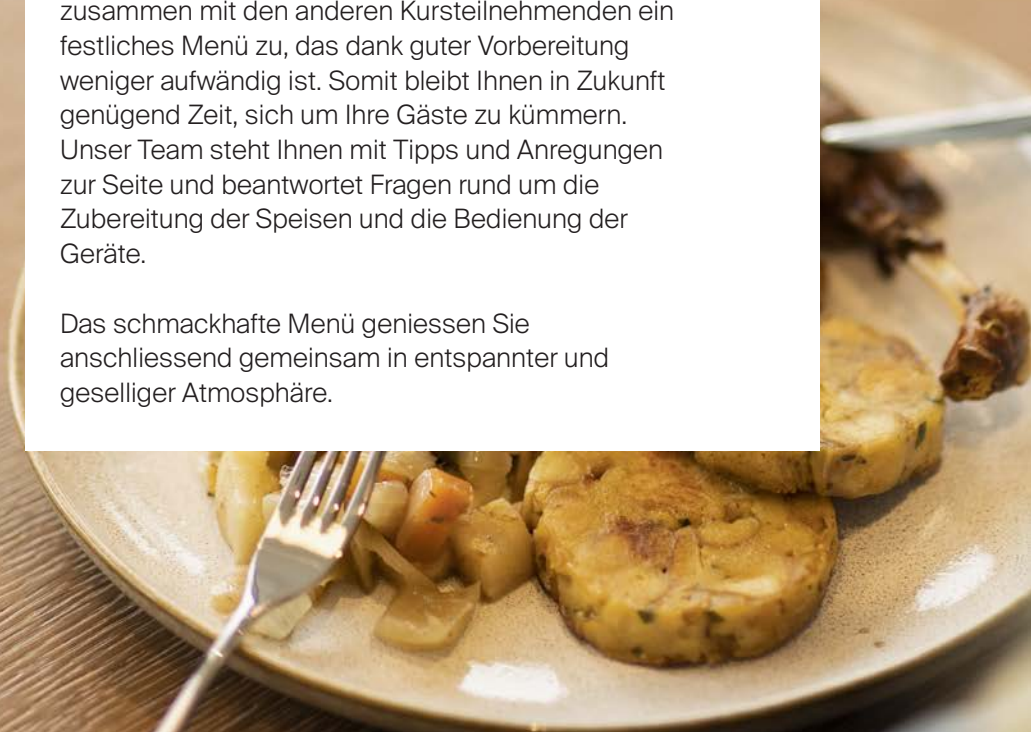 zusammen mit den anderen Kursteilnehmenden ein
festliches Menü zu, das dank guter Vorbereitung
weniger aufwändig ist. Somit bleibt Ihnen in Zukunft
genügend Zeit, sich um Ihre Gäste zu kümmern.
Unser Team steht Ihnen mit Tipps und Anregungen
zur Seite und beantwortet Fragen rund um die
Zubereitung der Speisen und die Bedienung der
Geräte.
Das schmackhafte Menü geniessen Sie
anschliessend gemeinsam in entspannter und
geselliger Atmosphäre.